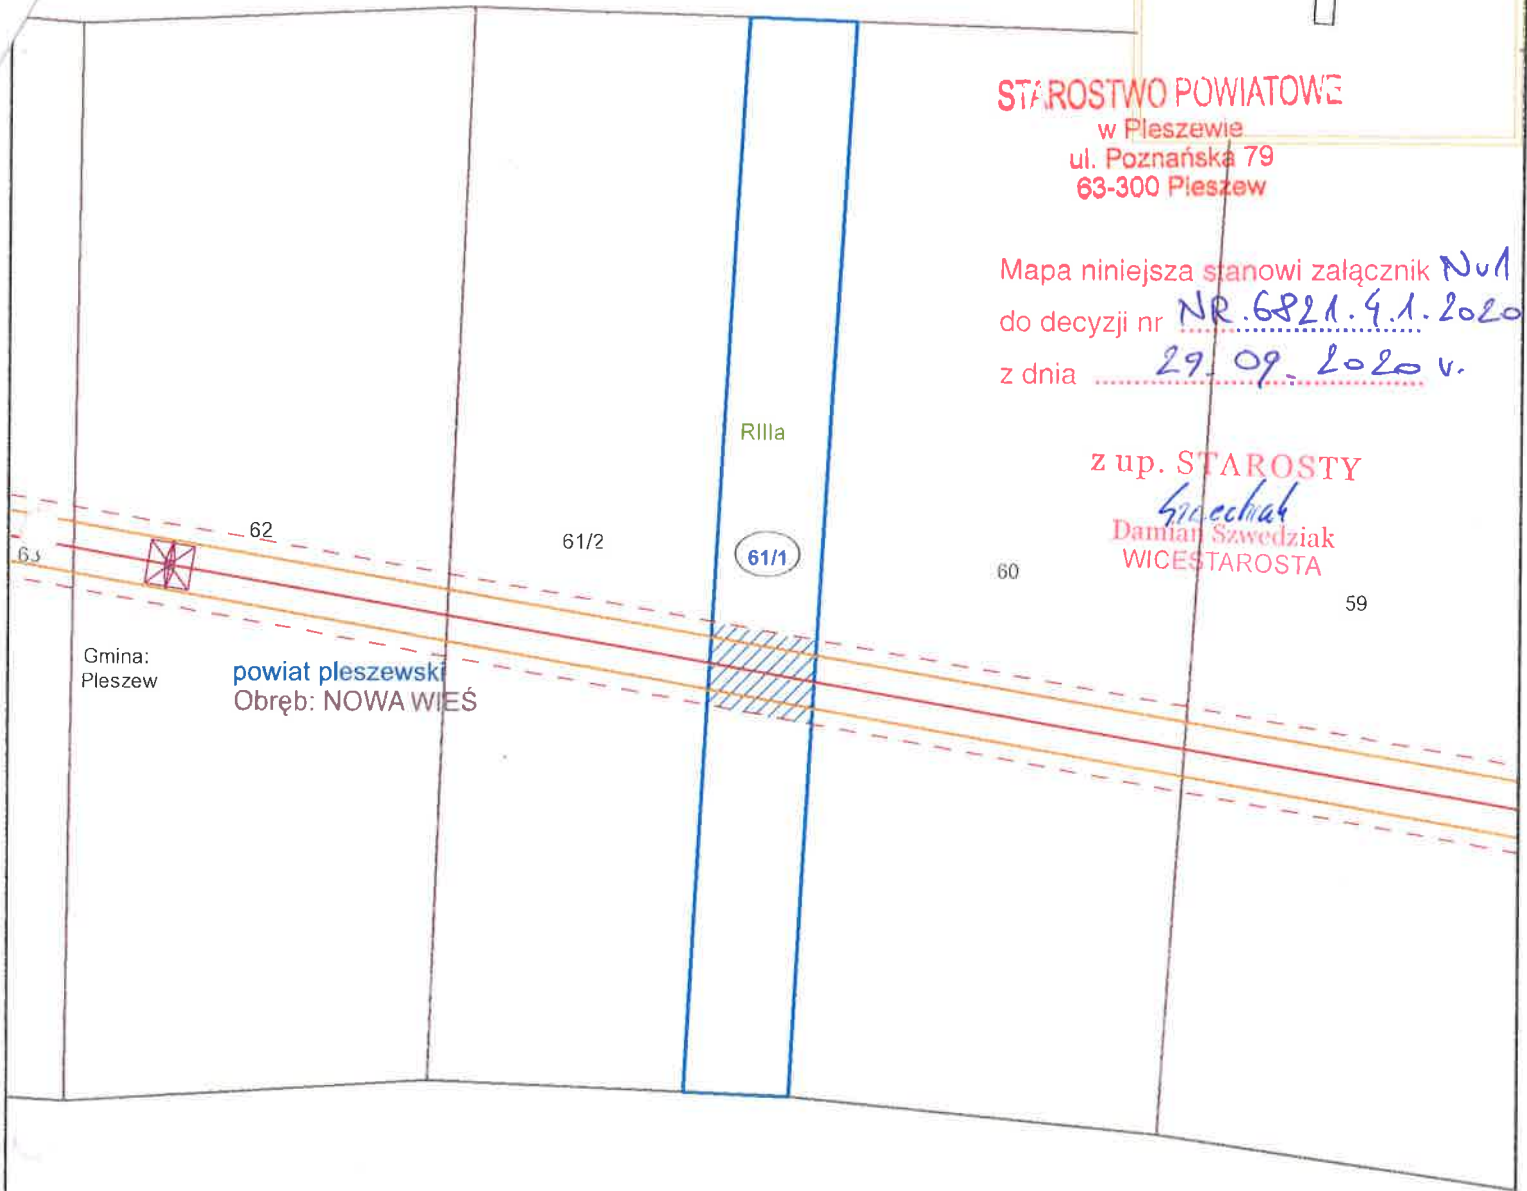 STAROSTWO POWIATOWE
w Pleszewie
ul. Poznańska 79
63-300 Pleszew
Mapa niniejsza stanowi załącznik Nr 1
do decyzji nr NR.6821.4.1.2020
z dnia 29.09.2020 r.
RIIIa
z up. STAROSTY
Damian Szwedziak
WICESTAROSTA
62
61/2
61/1
60
59
63
Gmina:
Pleszew
powiat pleszewski
Obręb: NOWA WIEŚ